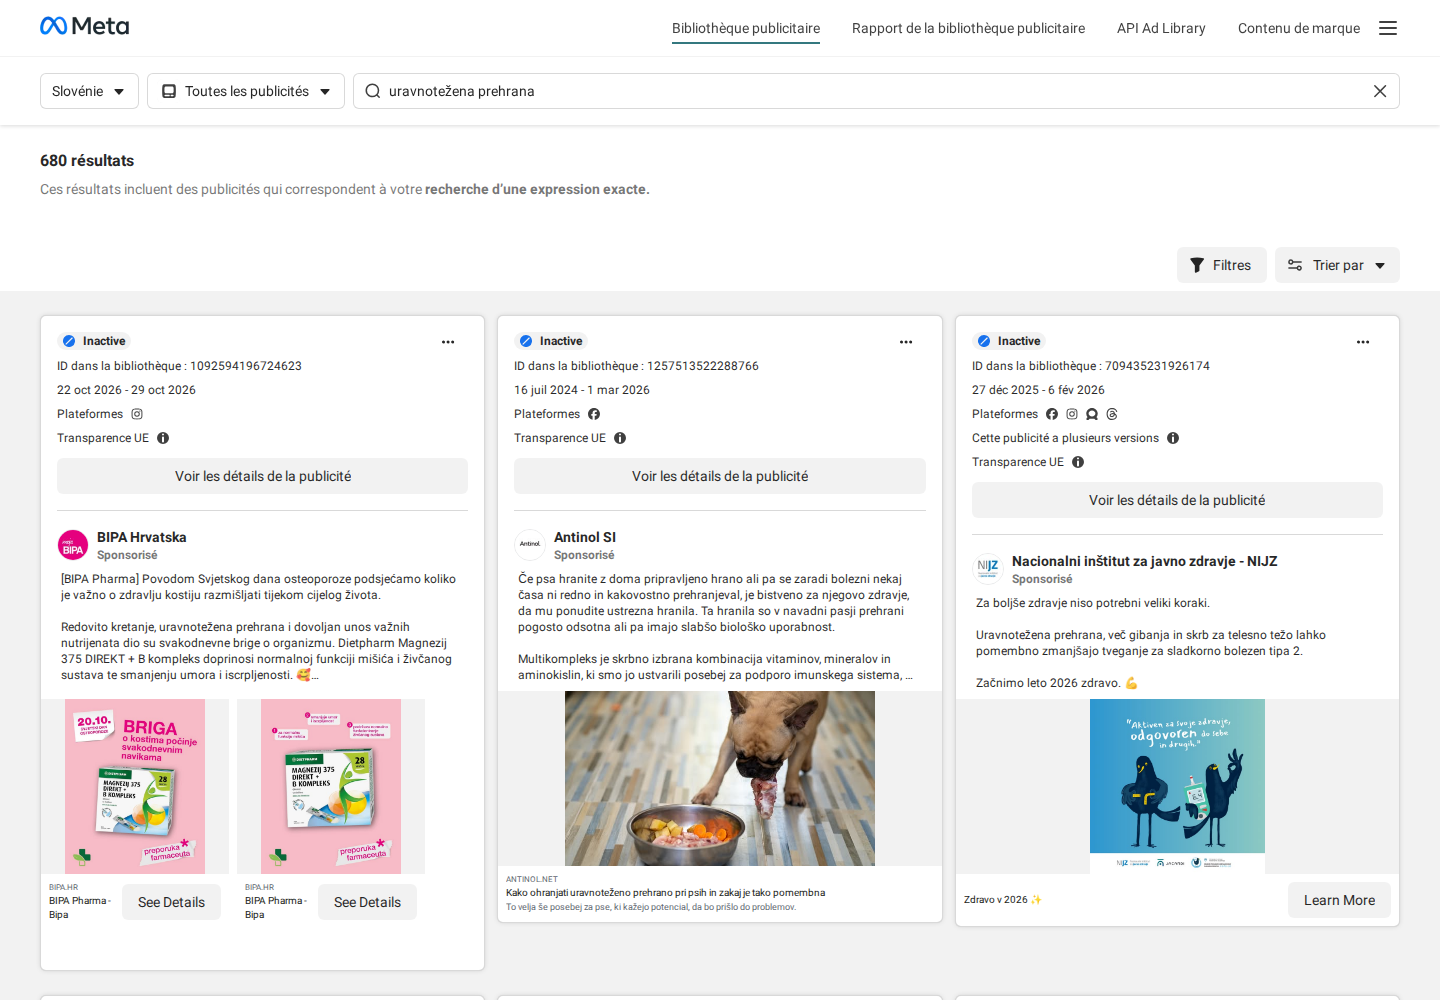 Meta
Bibliothèque publicitaire
Rapport de la bibliothèque publicitaire
API Ad Library
Contenu de marque
Slovénie
Toutes les publicités
uravnotežena prehrana
680 résultats
Ces résultats incluent des publicités qui correspondent à votre recherche d’une expression exacte.
Filtres
Trier par
Inactive
ID dans la bibliothèque : 1092594196724623
22 oct 2026 - 29 oct 2026
Plateformes
Transparence UE
Voir les détails de la publicité
BIPA Hrvatska
Sponsorisé
[BIPA Pharma] Povodom Svjetskog dana osteoporoze podsjećamo koliko
je važno o zdravlju kostiju razmišljati tijekom cijelog života.
Redovito kretanje, uravnotežena prehrana i dovoljan unos važnih
nutrijenata dio su svakodnevne brige o organizmu. Dietpharm Magnezij
375 DIREKT + B kompleks doprinosi normalnoj funkciji mišića i živčanog
sustava te smanjenju umora i iscrpljenosti. 🥰...
20.10.
BRIGA
o kostima počinje
svakodnevnim
navikama
MAGNEZIJ 375
DIREKT +
B KOMPLEKS
28
preporuka
farmaceuta
MAGNEZIJ 375
DIREKT +
B KOMPLEKS
28
preporuka
farmaceuta
BIPA.HR
BIPA Pharma -
Bipa
See Details
BIPA.HR
BIPA Pharma -
Bipa
See Details
Inactive
ID dans la bibliothèque : 1257513522288766
16 juil 2024 - 1 mar 2026
Plateformes
Transparence UE
Voir les détails de la publicité
Antinol
Antinol SI
Sponsorisé
Če psa hranite z doma pripravljeno hrano ali pa se zaradi bolezni nekaj
časa ni redno in kakovostno prehranjeval, je bistveno za njegovo zdravje,
da mu ponudite ustrezna hranila. Ta hranila so v navadni pasji prehrani
pogosto odsotna ali pa imajo slabšo biološko uporabnost.
Multikompleks je skrbno izbrana kombinacija vitaminov, mineralov in
aminokislin, ki smo jo ustvarili posebej za podporo imunskega sistema, ...
ANTINOL.NET
Kako ohranjati uravnoteženo prehrano pri psih in zakaj je tako pomembna
To velja še posebej za pse, ki kažejo potencial, da bo prišlo do problemov.
Inactive
ID dans la bibliothèque : 709435231926174
27 déc 2025 - 6 fév 2026
Plateformes
Cette publicité a plusieurs versions
Transparence UE
Voir les détails de la publicité
NIJZ
Nacionalni inštitut za javno zdravje - NIJZ
Sponsorisé
Za boljše zdravje niso potrebni veliki koraki.
Uravnotežena prehrana, več gibanja in skrb za telesno težo lahko
pomembno zmanjšajo tveganje za sladkorno bolezen tipa 2.
Začnimo leto 2026 zdravo. 💪
"Aktiven za svoje zdravje,
odgovoren do sebe
in drugih."
NIJZ
Zdravo v 2026 ✨
Learn More